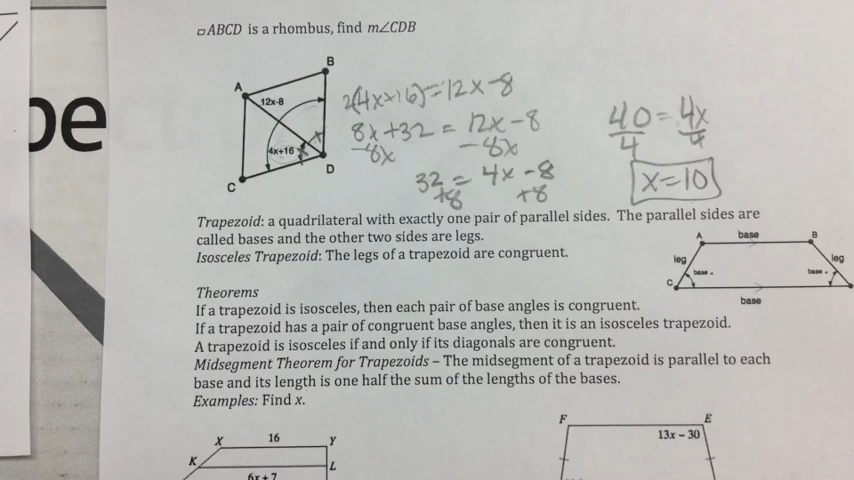 pe
▱ABCD is a rhombus, find m∠CDB
A
B
C
D
12x-8
4x+16
2(4x+16)=12x-8
8x+32 = 12x-8
-8x -8x
32 = 4x-8
+8 +8
40=4x
4 4
x=10
Trapezoid: a quadrilateral with exactly one pair of parallel sides. The parallel sides are
called bases and the other two sides are legs.
Isosceles Trapezoid: The legs of a trapezoid are congruent.
A base B
leg leg
base base
C
base
Theorems
If a trapezoid is isosceles, then each pair of base angles is congruent.
If a trapezoid has a pair of congruent base angles, then it is an isosceles trapezoid.
A trapezoid is isosceles if and only if its diagonals are congruent.
Midsegment Theorem for Trapezoids – The midsegment of a trapezoid is parallel to each
base and its length is one half the sum of the lengths of the bases.
Examples: Find x.
X 16 Y
K L
6x+7
F E
13x – 30